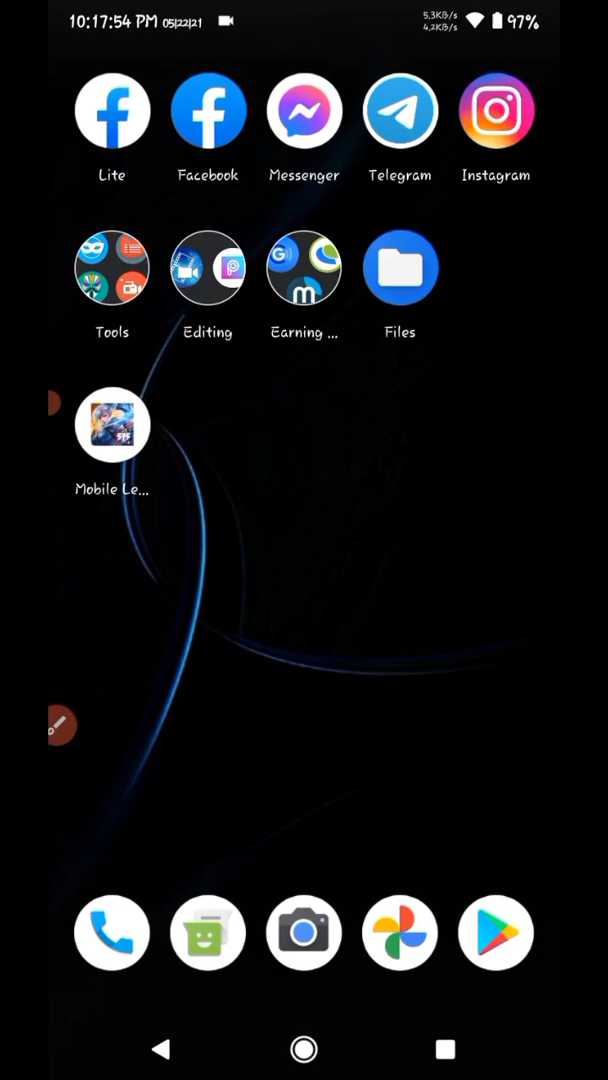 10:17:54 PM 05|22|21
5,3KB/s
4,2KB/s
97%
Lite Facebook Messenger Telegram Instagram
Tools Editing Earning ... Files
515
Mobile Le...